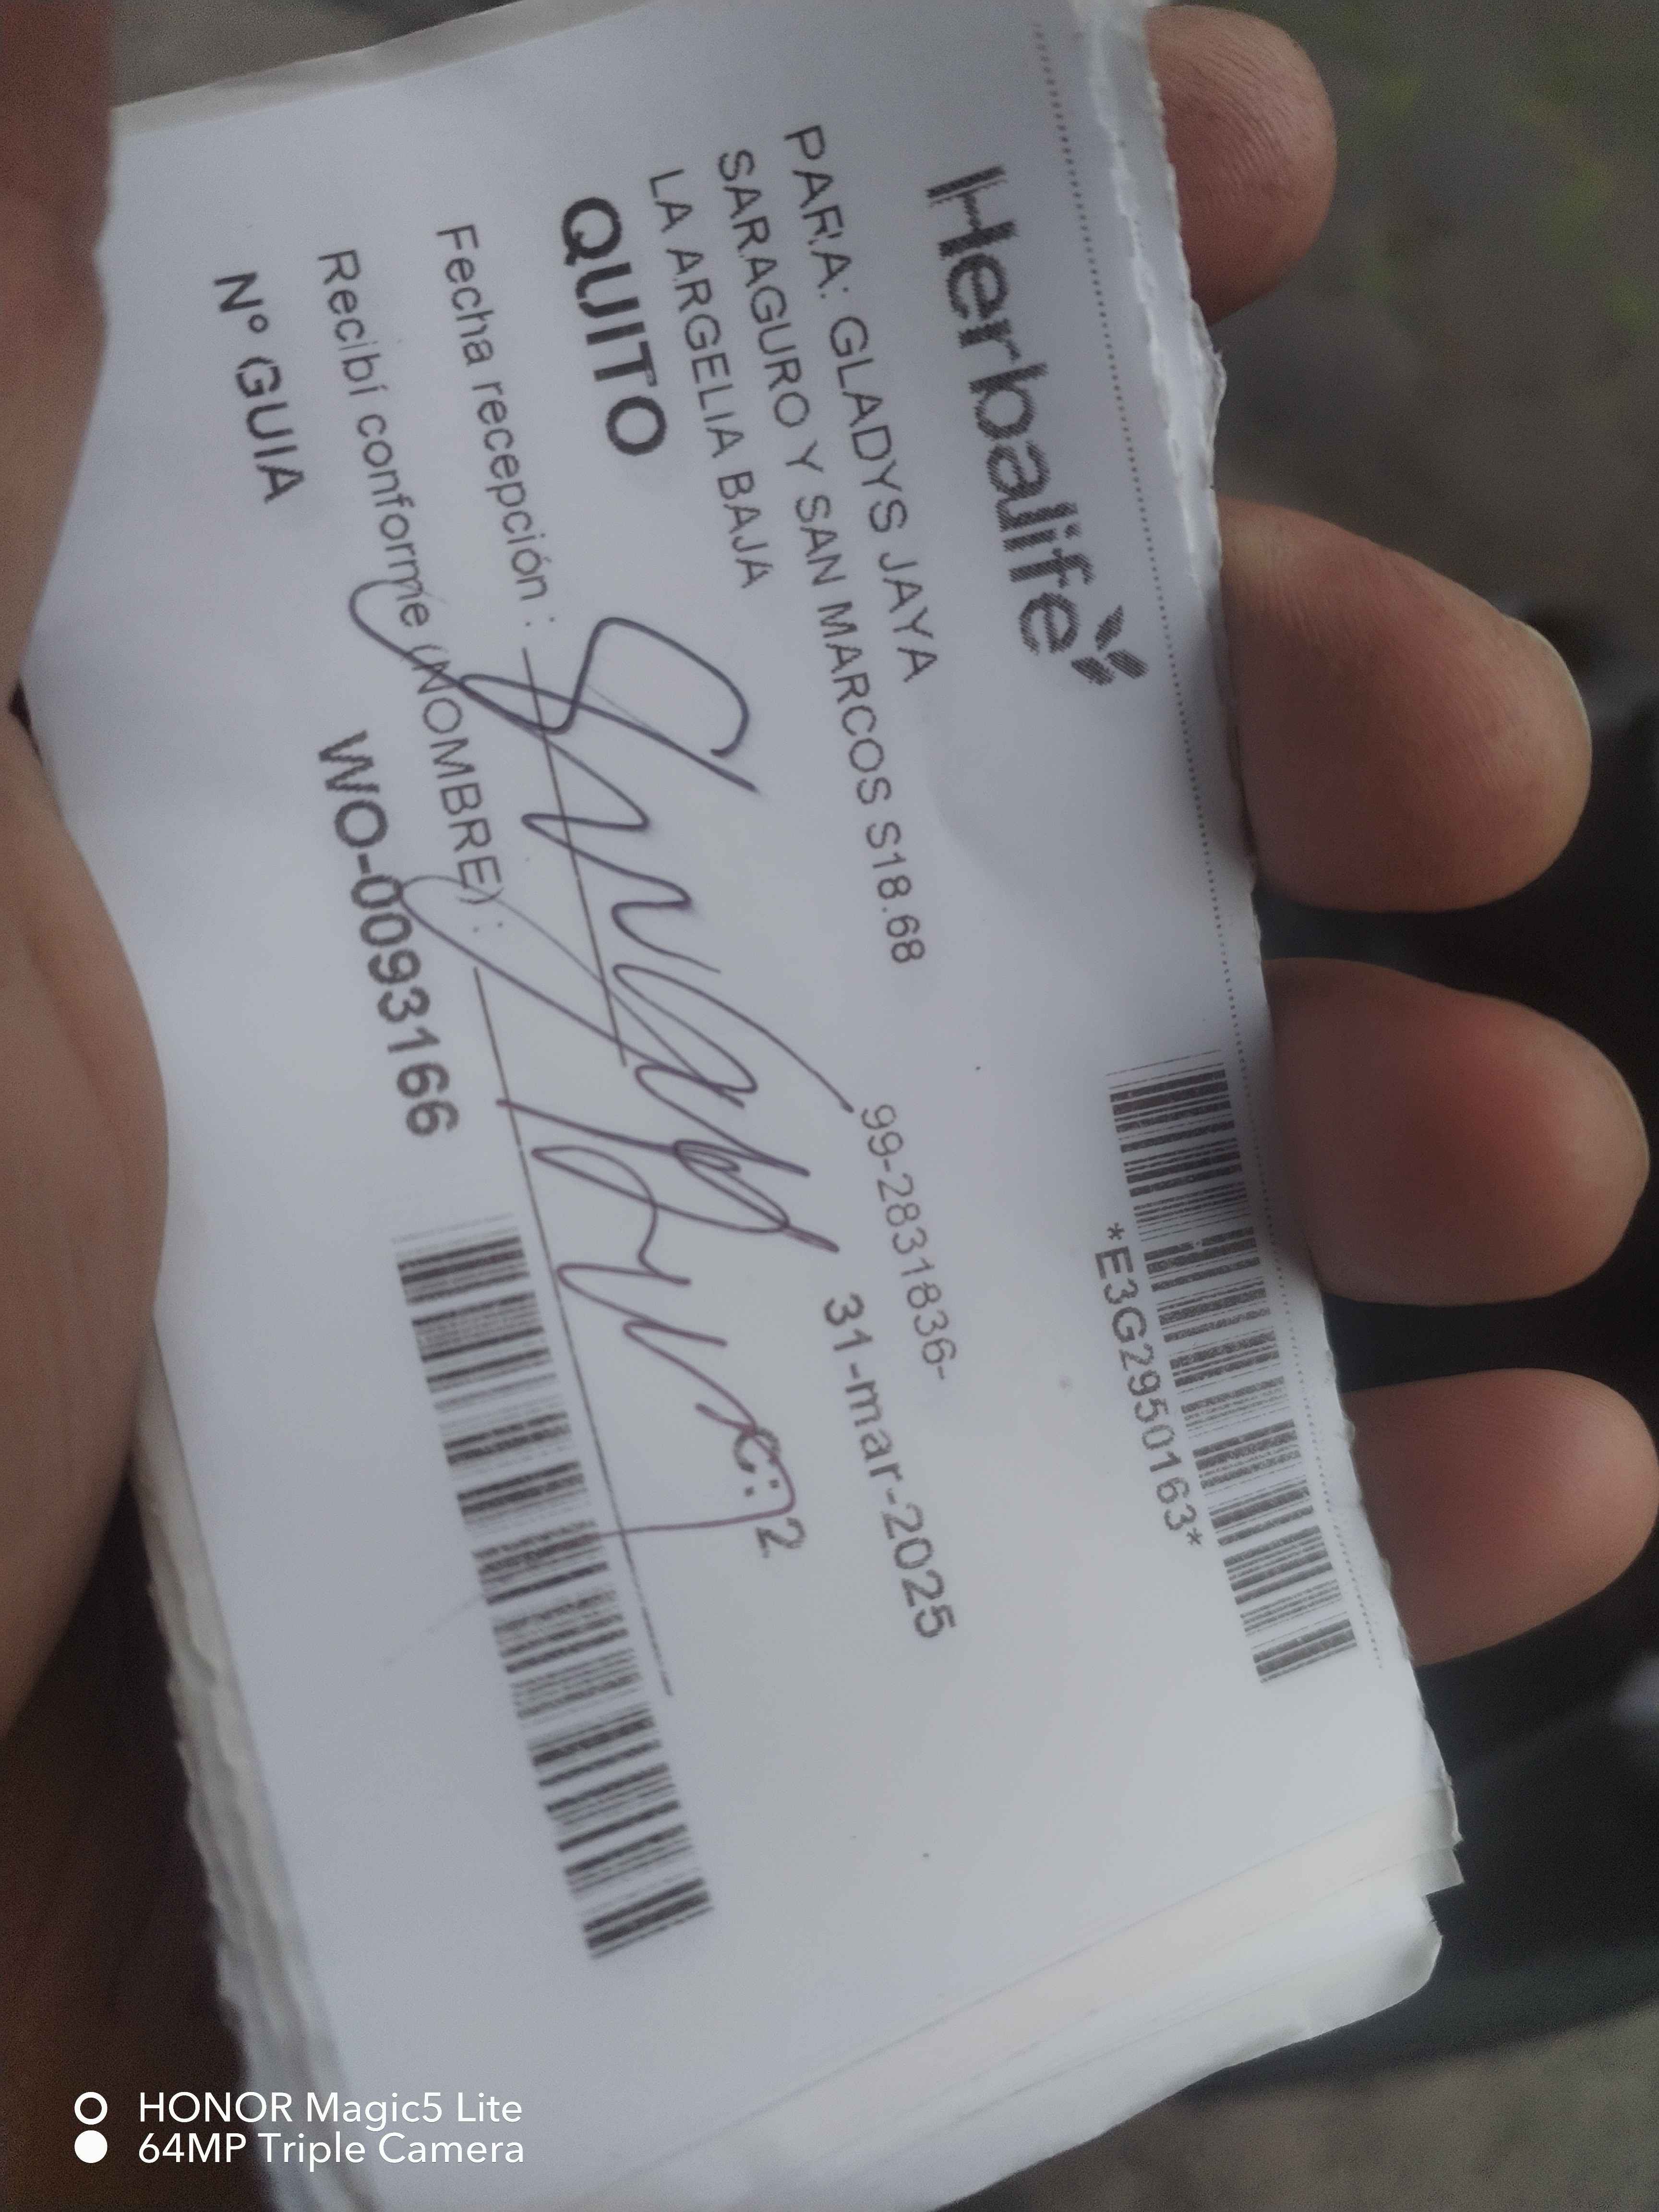 Herbalife
*E3G2950163*
PARA: GLADYS JAYA
SARAGURO Y SAN MARCOS S18.68
99-2831836-
LA ARGELIA BAJA
31-mar-2025
QUITO
Fecha recepción :
C: 2
Recibí conforme (NOMBRE) :
N° GUIA
WO-0093166
HONOR Magic5 Lite
64MP Triple Camera